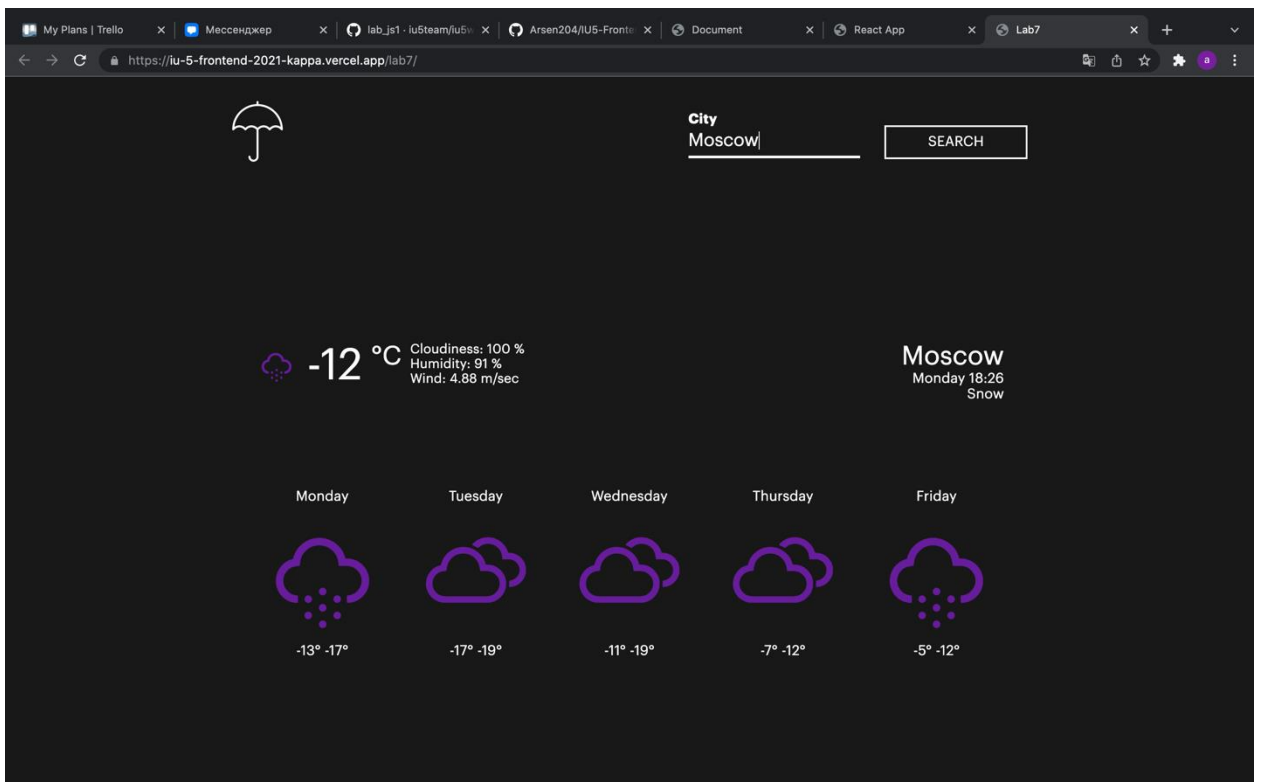 My Plans | Trello
Мессенджер
lab_js1 · iu5team/iu5w
Arsen204/IU5-Fronte
Document
React App
Lab7
https://iu-5-frontend-2021-kappa.vercel.app/lab7/
a
City
Moscow
SEARCH
-12 °C
Cloudiness: 100 %
Humidity: 91 %
Wind: 4.88 m/sec
Moscow
Monday 18:26
Snow
Monday Tuesday Wednesday Thursday Friday
-13° -17° -17° -19° -11° -19° -7° -12° -5° -12°